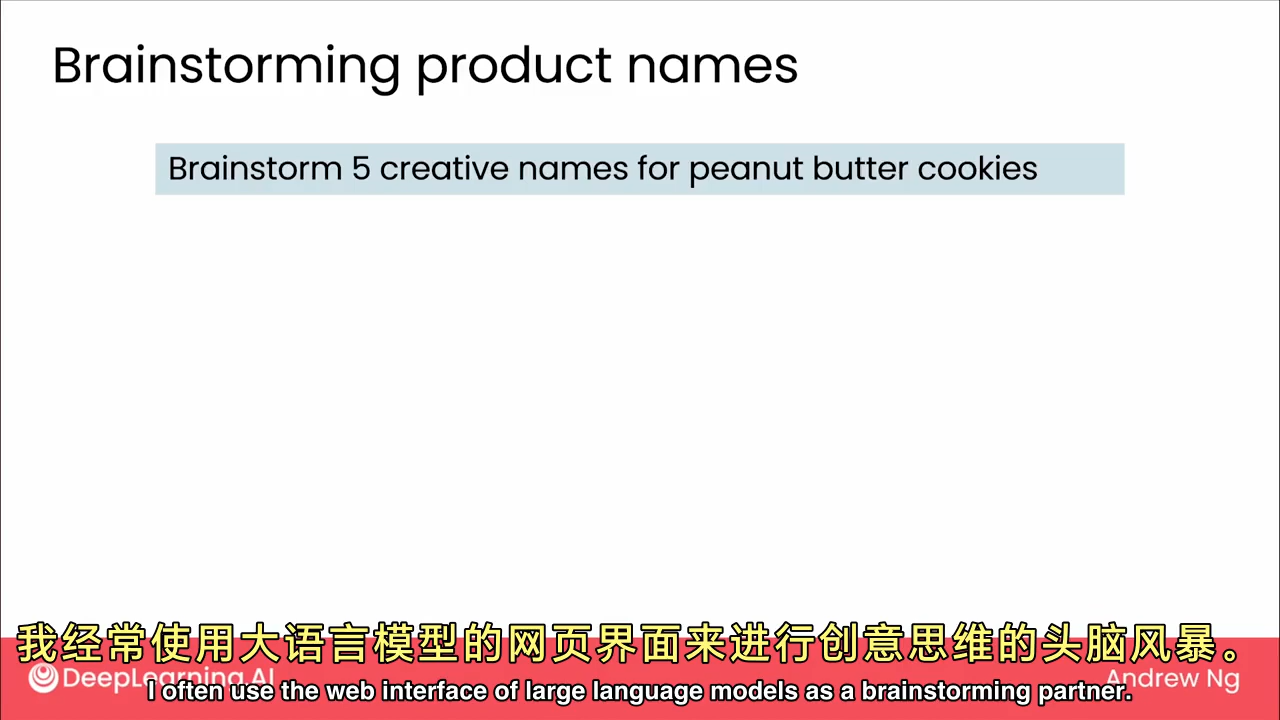 Brainstorming product names
Brainstorm 5 creative names for peanut butter cookies
我经常使用大语言模型的网页界面来进行创意思维的头脑风暴。
DeepLearning.AI
I often use the web interface of large language models as a brainstorming partner.
Andrew Ng